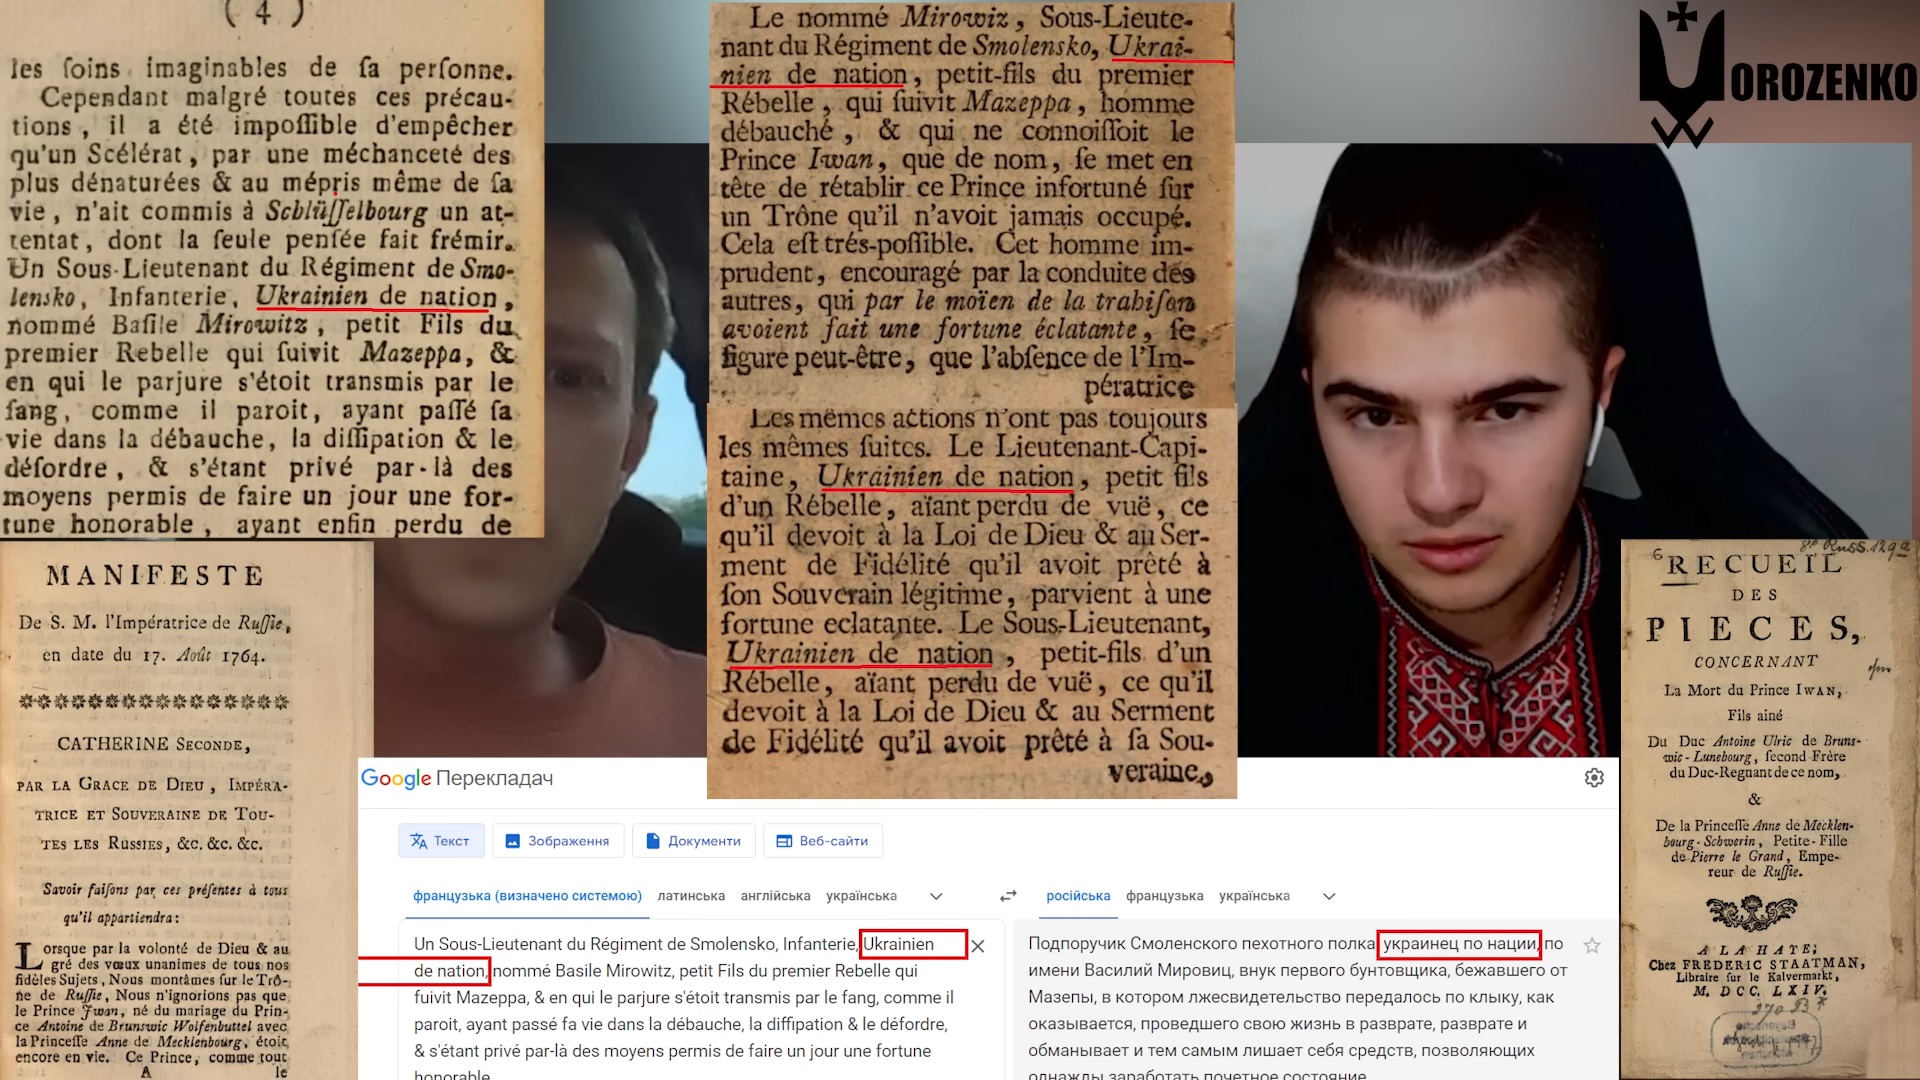 ( 4 )
les ſoins imaginables de ſa perſonne.
Cependant malgré toutes ces précau-
tions, il a été impoſſible d'empêcher
qu'un Scélérat, par une méchanceté des
plus dénaturées & au mépris même de ſa
vie, n'ait commis à Schlüſſelbourg un at-
tentat, dont la ſeule penſée fait frémir.
Un Sous-Lieutenant du Régiment de Smo-
lensko, Infanterie, Ukrainien de nation,
nommé Baſile Mirowitz, petit Fils du
premier Rebelle qui ſuivit Mazeppa, &
en qui le parjure s'étoit transmis par le
ſang, comme il paroit, ayant paſſé ſa
vie dans la débauche, la diſſipation & le
déſordre, & s'étant privé par-là des
moyens permis de faire un jour une for-
tune honorable, ayant enfin perdu de
MANIFESTE
De S. M. l'Impératrice de Ruſſie,
en date du 17. Août 1764.
CATHERINE SECONDE,
PAR LA GRACE DE DIEU, IMPÉRA-
TRICE ET SOUVERAINE DE TOU-
TES LES RUSSIES, &c. &c. &c.
Savoir faiſons par ces préſentes à tous
qu'il appartiendra:
Lorsque par la volonté de Dieu & au
gré des vœux unanimes de tous nos
fidèles Sujets, Nous montâmes ſur le Trô-
ne de Ruſſie, Nous n'ignorions pas que
le Prince Jwan, né du mariage du Prin-
ce Antoine de Brunswic Wolfenbuttel avec
la Princeſſe Anne de Mecklenbourg, étoit
encore en vie. Ce Prince, comme tout
A le
Le nommé Mirowiz, Sous-Lieute-
nant du Régiment de Smolensko, Ukrai-
nien de nation, petit-fils du premier
Rébelle, qui ſuivit Mazeppa, homme
débauché, & qui ne connoiſſoit le
Prince Iwan, que de nom, ſe met en
tête de rétablir ce Prince infortuné ſur
un Trône qu'il n'avoit jamais occupé.
Cela eſt trés-poſſible. Cet homme im-
prudent, encouragé par la conduite des
autres, qui par le moïen de la trahiſon
avoient fait une fortune éclatante, ſe
figure peut-être, que l'abſence de l'Im-
pératrice
Les mêmes actions n'ont pas toujours
les mêmes ſuites. Le Lieutenant-Capi-
taine, Ukrainien de nation, petit fils
d'un Rébelle, aïant perdu de vuë, ce
qu'il devoit à la Loi de Dieu & au Ser-
ment de Fidélité qu'il avoit prêté à
ſon Souverain légitime, parvient à une
fortune eclatante. Le Sous-Lieutenant,
Ukrainien de nation, petit-fils d'un
Rébelle, aïant perdu de vuë, ce qu'il
devoit à la Loi de Dieu & au Serment
de Fidélité qu'il avoit prêté à ſa Sou-
veraine,
OROZENKO
6 8° Russ. 129a
RECUEIL
DES
PIECES,
CONCERNANT
La Mort du Prince IWAN,
Fils ainé
Du Duc Antoine Ulric de Bruns-
wic-Lunebourg, ſecond Frère
du Duc-Regnant de ce nom,
&
De la Princeſſe Anne de Mecklen-
bourg-Schwerin, Petite-Fille
de Pierre le Grand, Empe-
reur de Ruſſie.
A LA HAYE;
Chez FREDERIC STAATMAN,
Libraire ſur le Kalvermarkt,
M. D C C. L X I V.
Google Перекладач
Текст Зображення Документи Веб-сайти
французька (визначено системою) латинська англійська українська
російська французька українська
Un Sous-Lieutenant du Régiment de Smolensko, Infanterie, Ukrainien
de nation, nommé Basile Mirowitz, petit Fils du premier Rebelle qui
fuivit Mazeppa, & en qui le parjure s'étoit transmis par le fang, comme il
paroit, ayant passé fa vie dans la débauche, la diffipation & le défordre,
& s'étant privé par-là des moyens permis de faire un jour une fortune
honorable
Подпоручик Смоленского пехотного полка, украинец по нации, по
имени Василий Мировиц, внук первого бунтовщика, бежавшего от
Мазепы, в котором лжесвидетельство передалось по клыку, как
оказывается, проведшего свою жизнь в разврате, разврате и
обманывает и тем самым лишает себя средств, позволяющих
однажды заработать почетное состояние